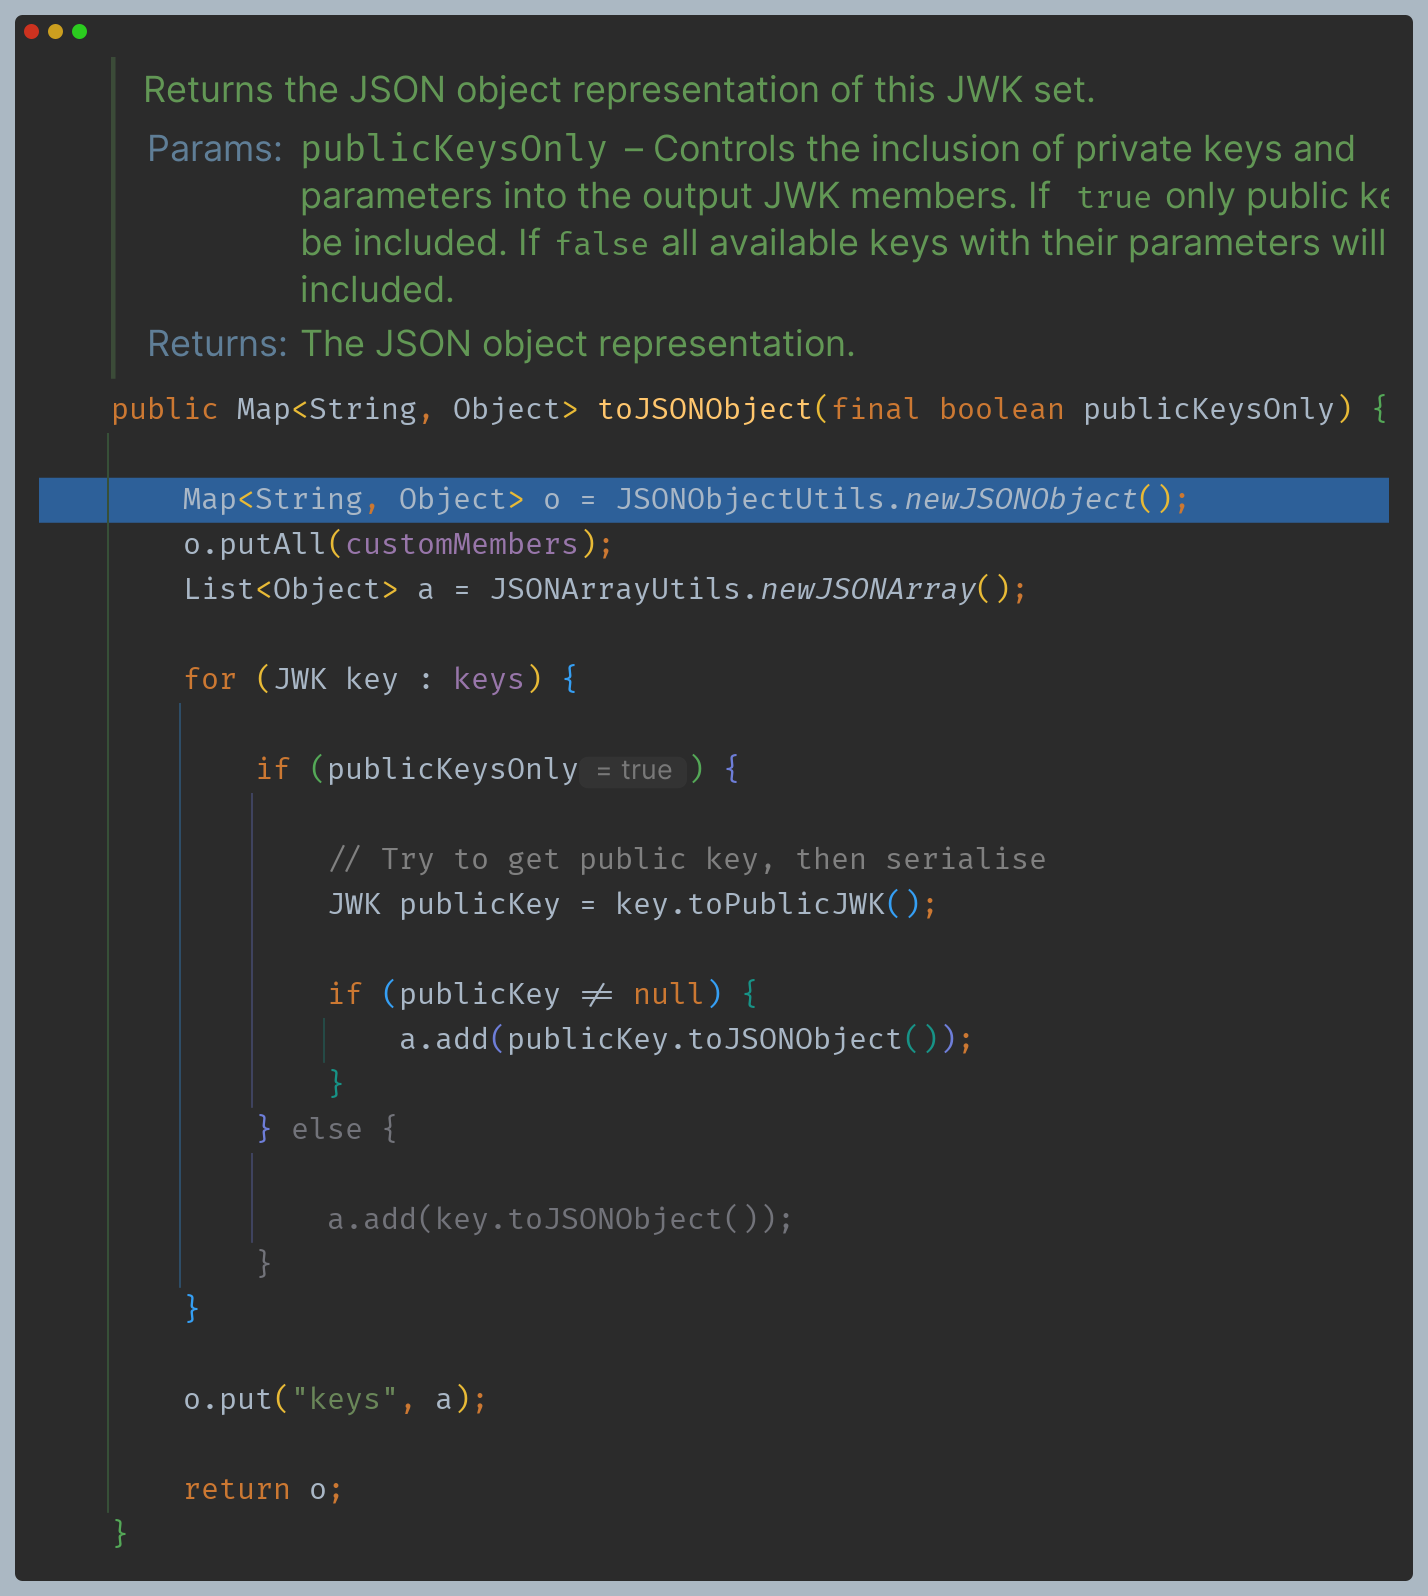 Returns the JSON object representation of this JWK set.
Params: publicKeysOnly – Controls the inclusion of private keys and
parameters into the output JWK members. If true only public
be included. If false all available keys with their parameters will
included.
Returns: The JSON object representation.
public Map<String, Object> toJSONObject(final boolean publicKeysOnly) {
Map<String, Object> o = JSONObjectUtils.newJSONObject();
o.putAll(customMembers);
List<Object> a = JSONArrayUtils.newJSONArray();
for (JWK key : keys) {
if (publicKeysOnly = true ) {
// Try to get public key, then serialise
JWK publicKey = key.toPublicJWK();
if (publicKey ≠ null) {
a.add(publicKey.toJSONObject());
}
} else {
a.add(key.toJSONObject());
}
}
o.put("keys", a);
return o;
}